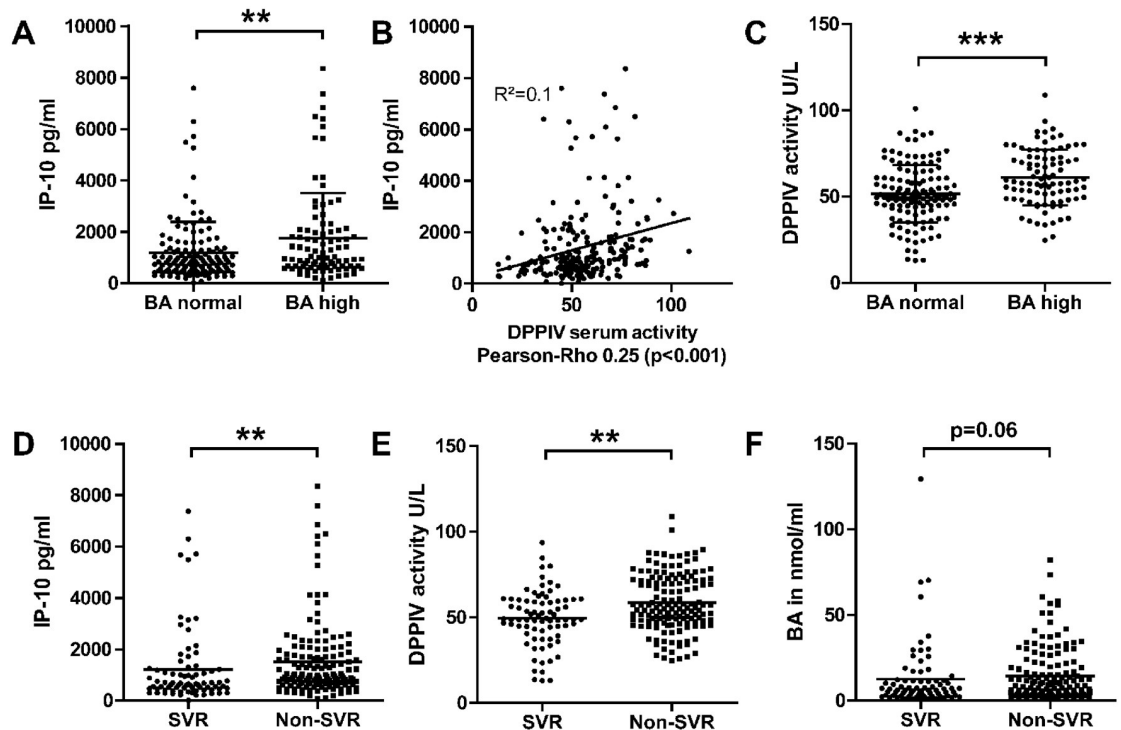 A
**
10000
8000
6000
4000
2000
0
IP-10 pg/ml
BA normal
BA high
B
10000
8000
6000
4000
2000
0
IP-10 pg/ml
R²=0.1
0
50
100
DPPIV serum activity
Pearson-Rho 0.25 (p<0.001)
C
***
150
100
50
0
DPPIV activity U/L
BA normal
BA high
D
**
10000
8000
6000
4000
2000
0
IP-10 pg/ml
SVR
Non-SVR
E
**
150
100
50
0
DPPIV activity U/L
SVR
Non-SVR
F
p=0.06
150
100
50
0
BA in nmol/ml
SVR
Non-SVR